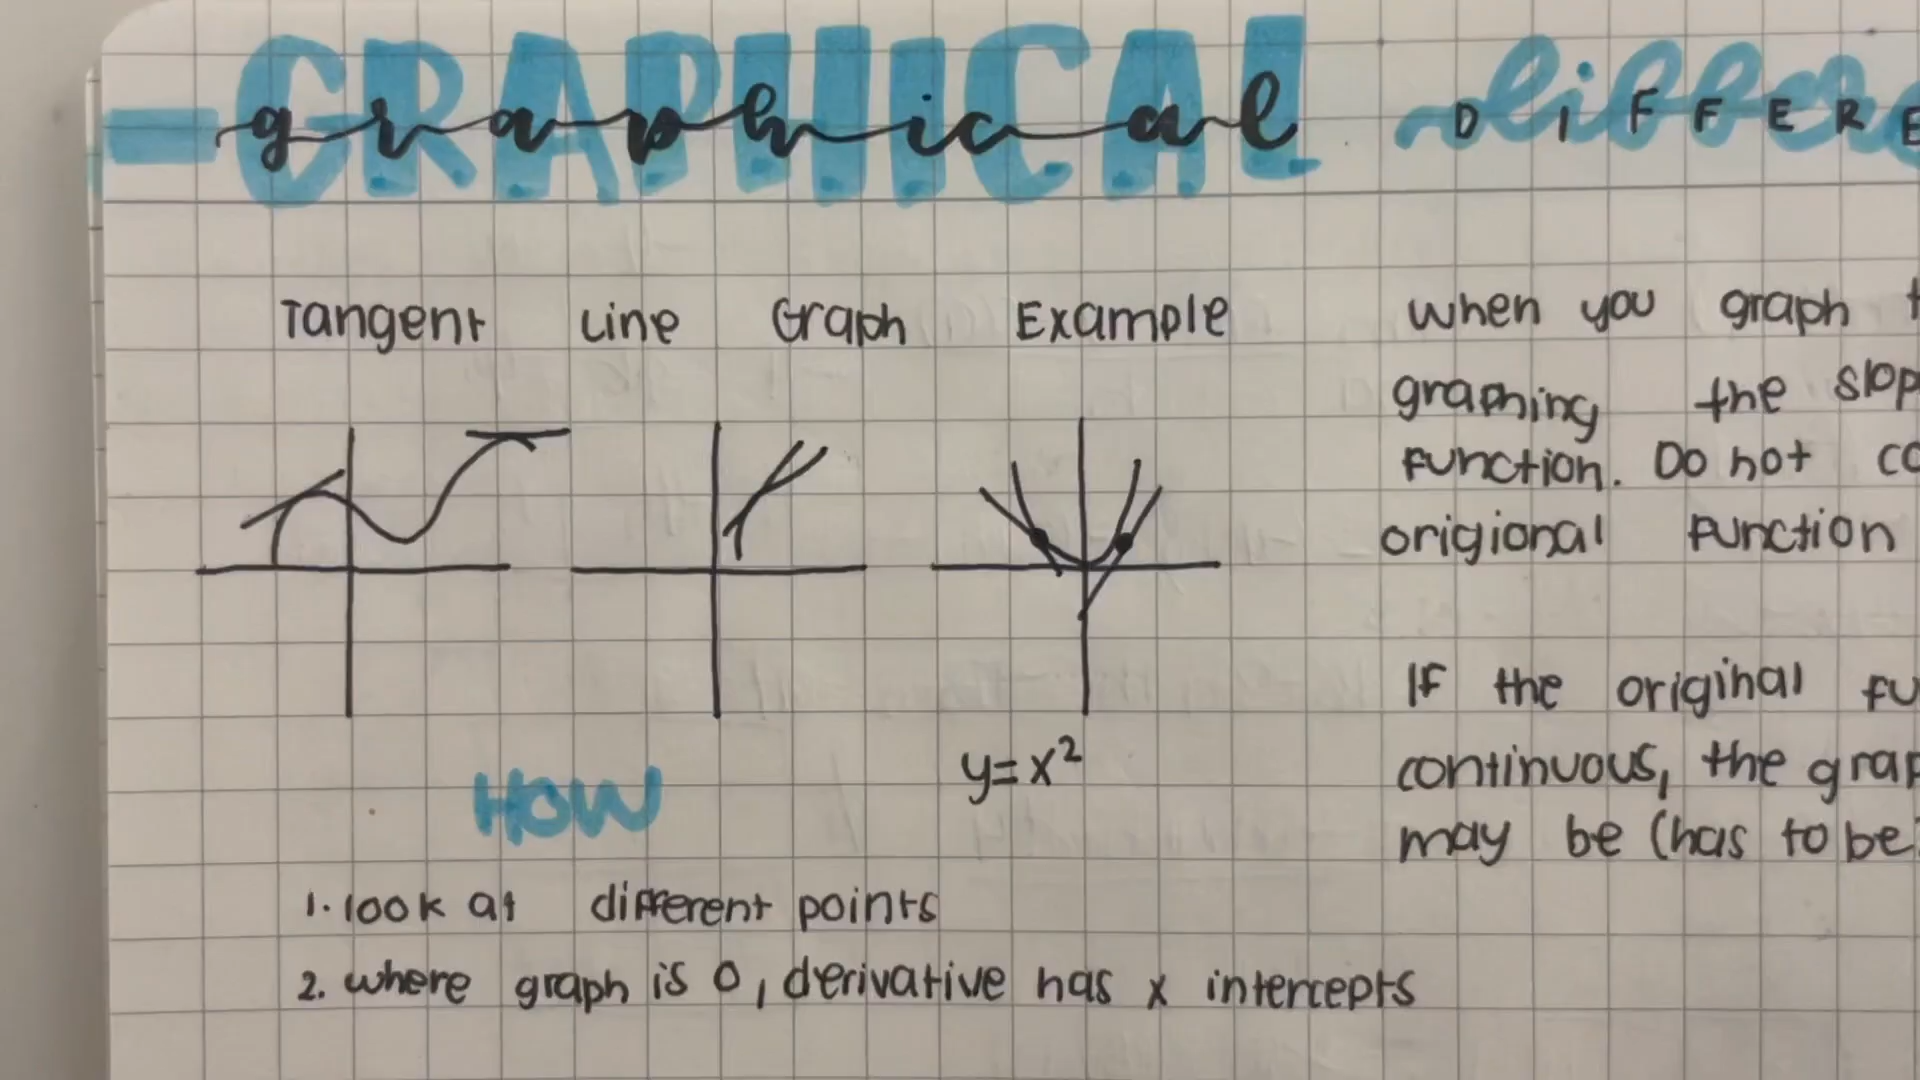 GRAPHICAL
graphical
DIFFERE
Tangent Line Graph Example
y=x²
HOW
1. look at different points
2. where graph is 0, derivative has x intercepts
when you graph
graphing the slop
function. Do not co
origional function
If the original fu
continuous, the grap
may be (has to be